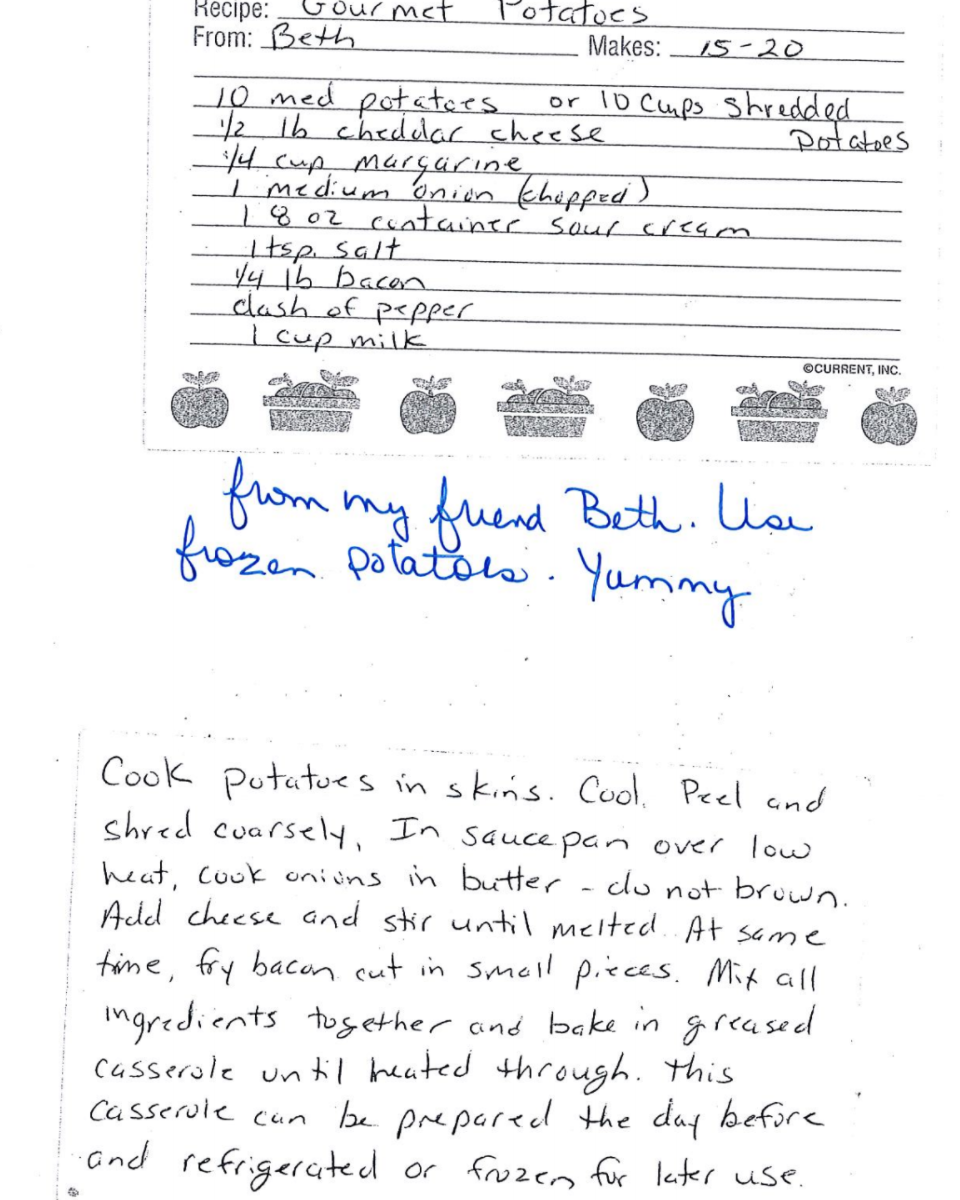 Recipe: Gourmet Potatoes
From: Beth Makes: 15-20
10 med potatoes or 10 Cups Shredded
Potatoes
1/2 lb cheddar cheese
1/4 cup margarine
1 medium onion (chopped)
1 8 oz container sour cream
1 tsp. salt
1/4 lb bacon
dash of pepper
1 cup milk
©CURRENT, INC.
from my friend Beth. Use
frozen potatoes. Yummy
Cook potatoes in skins. Cool. Peel and
shred coarsely. In saucepan over low
heat, cook onions in butter - do not brown.
Add cheese and stir until melted. At same
time, fry bacon cut in small pieces. Mix all
ingredients together and bake in greased
casserole until heated through. This
casserole can be prepared the day before
and refrigerated or frozen for later use.